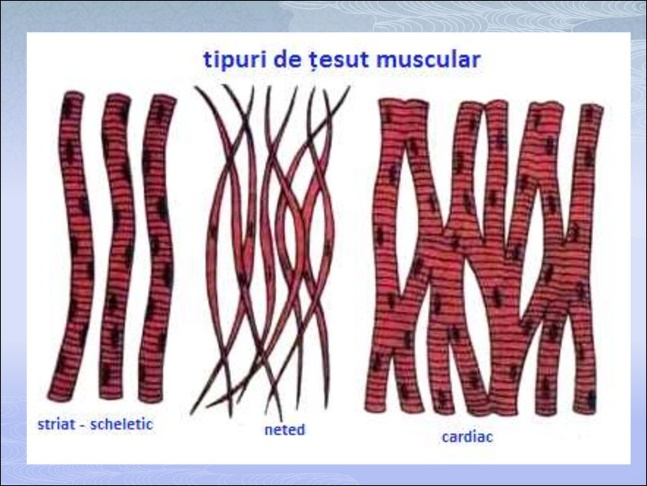 tipuri de țesut muscular
striat - scheletic
neted
cardiac